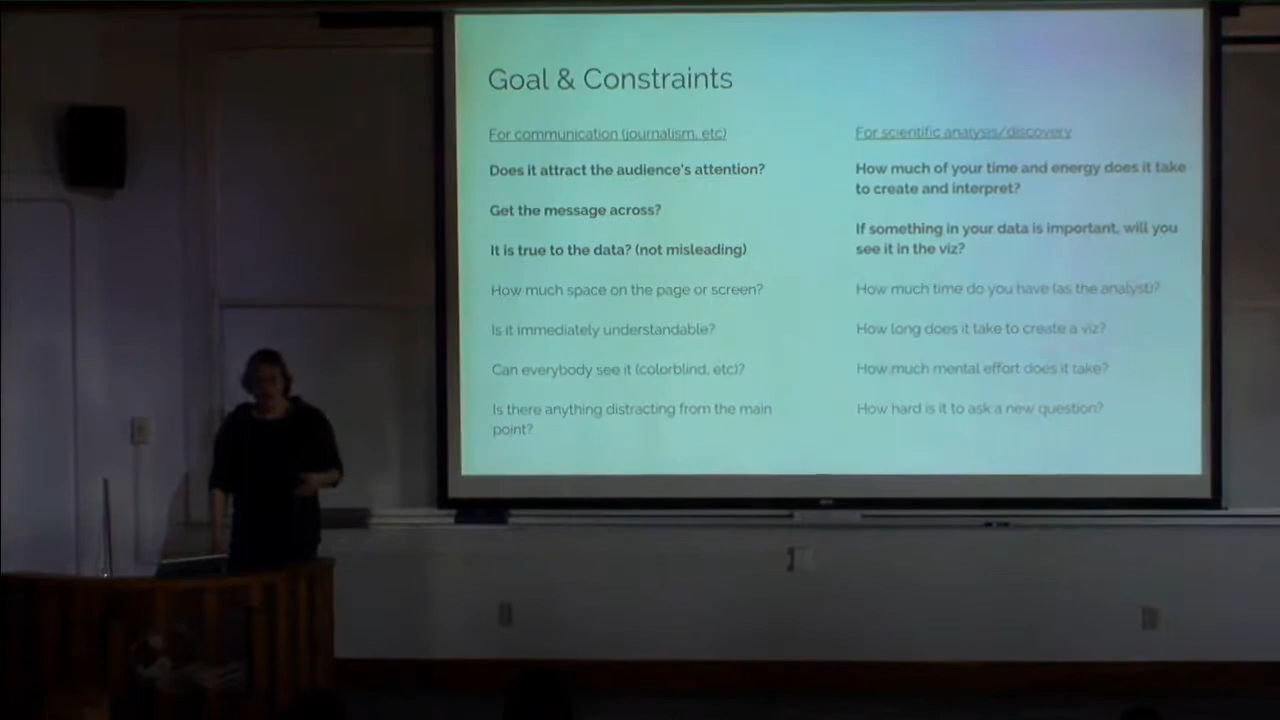 Goal & Constraints
For communication (journalism, etc)
Does it attract the audience's attention?
Get the message across?
It is true to the data? (not misleading)
How much space on the page or screen?
Is it immediately understandable?
Can everybody see it (colorblind, etc)?
Is there anything distracting from the main
point?
For scientific analysis/discovery
How much of your time and energy does it take
to create and interpret?
If something in your data is important, will you
see it in the viz?
How much time do you have (as the analyst)?
How long does it take to create a viz?
How much mental effort does it take?
How hard is it to ask a new question?